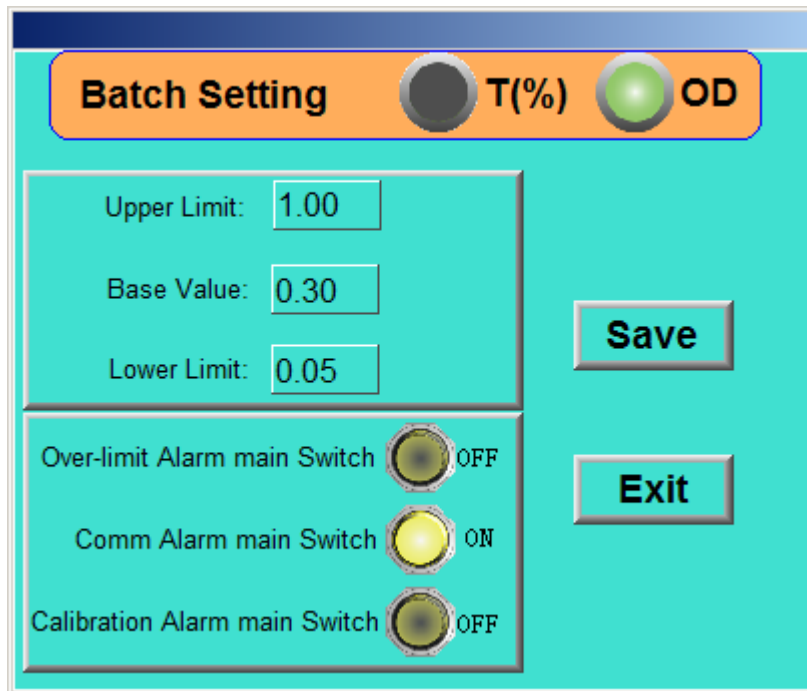 Batch Setting T(%) OD
Upper Limit: 1.00
Base Value: 0.30
Save
Lower Limit: 0.05
Over-limit Alarm main Switch OFF
Exit
Comm Alarm main Switch ON
Calibration Alarm main Switch OFF